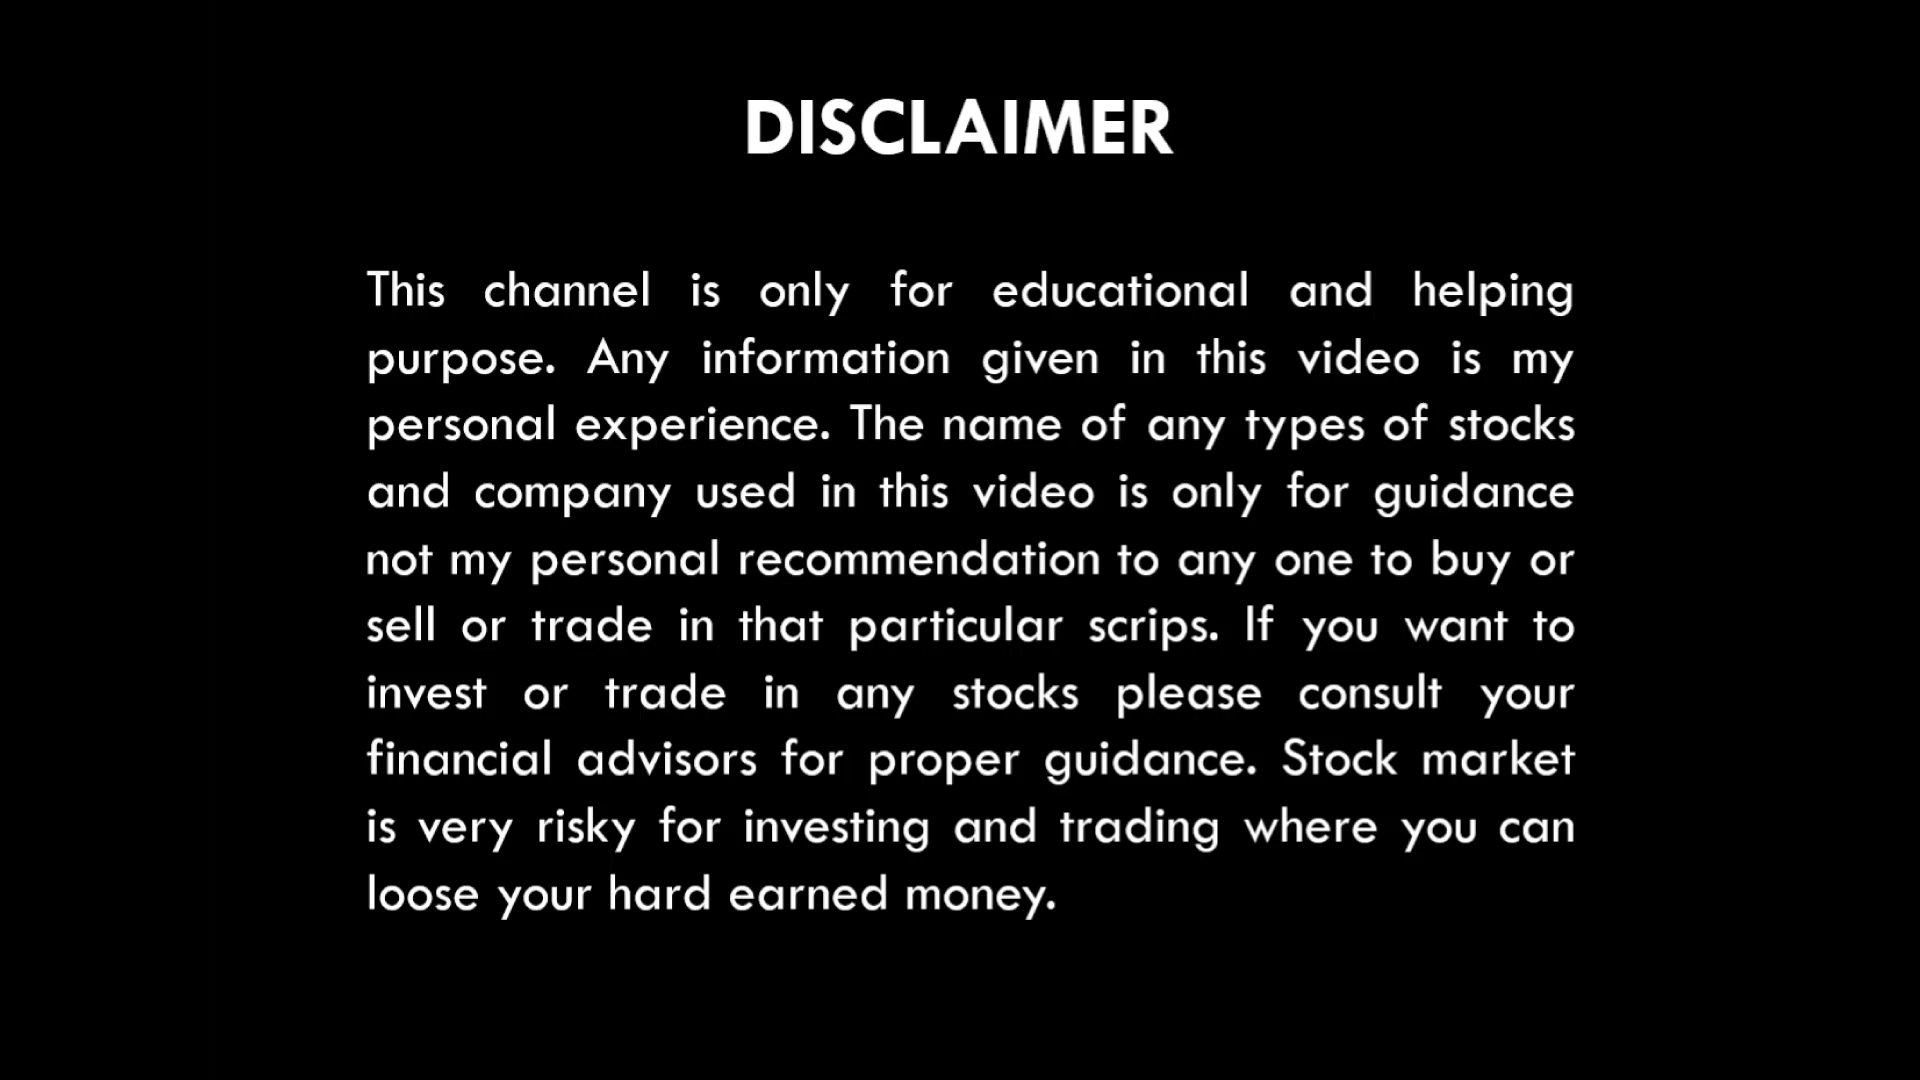 DISCLAIMER
This channel is only for educational and helping
purpose. Any information given in this video is my
personal experience. The name of any types of stocks
and company used in this video is only for guidance
not my personal recommendation to any one to buy or
sell or trade in that particular scrips. If you want to
invest or trade in any stocks please consult your
financial advisors for proper guidance. Stock market
is very risky for investing and trading where you can
loose your hard earned money.